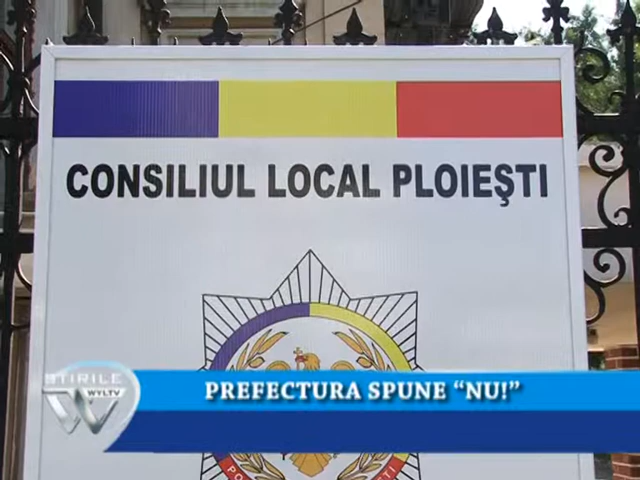 CONSILIUL LOCAL PLOIEŞTI
PREFECTURA SPUNE “NU!”
ŞTIRILE
WYLTV